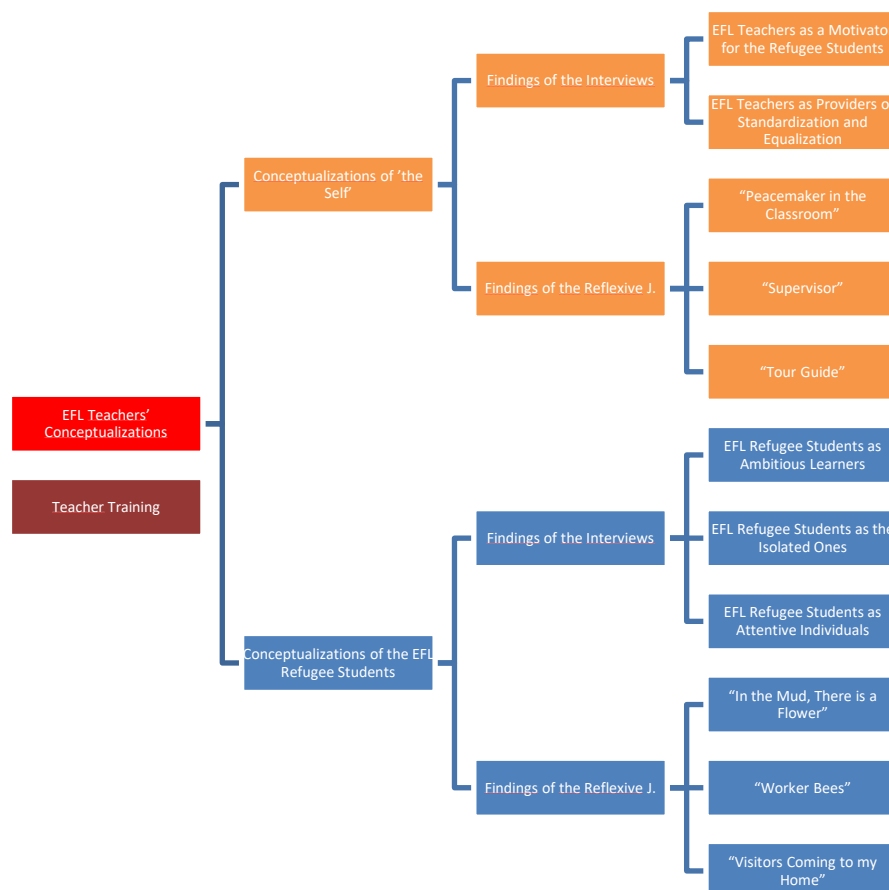 EFL Teachers as a Motivato
for the Refugee Students
Findings of the Interviews
EFL Teachers as Providers o
Standardization and
Equalization
Conceptualizations of ’the
Self’
“Peacemaker in the
Classroom”
Findings of the Reflexive J.
“Supervisor”
“Tour Guide”
EFL Teachers’
Conceptualizations
Teacher Training
EFL Refugee Students as
Ambitious Learners
Findings of the Interviews
EFL Refugee Students as the
Isolated Ones
EFL Refugee Students as
Attentive Individuals
Conceptualizations of the EFL
Refugee Students
“In the Mud, There is a
Flower”
Findings of the Reflexive J.
“Worker Bees”
“Visitors Coming to my
Home”